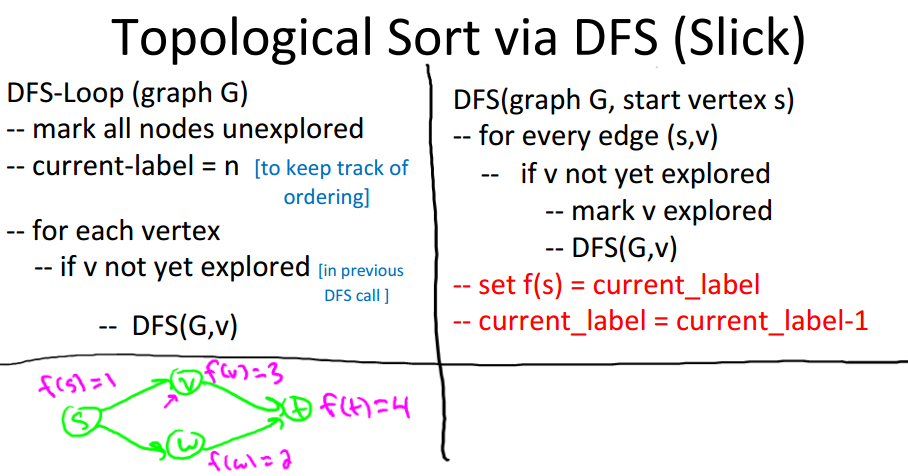 Topological Sort via DFS (Slick)
DFS-Loop (graph G)
-- mark all nodes unexplored
-- current-label = n [to keep track of
ordering]
-- for each vertex
-- if v not yet explored [in previous
DFS call ]
-- DFS(G,v)
DFS(graph G, start vertex s)
-- for every edge (s,v)
-- if v not yet explored
-- mark v explored
-- DFS(G,v)
-- set f(s) = current_label
-- current_label = current_label-1
f(s)=1
v
f(v)=3
s
t
f(t)=4
w
f(w)=2